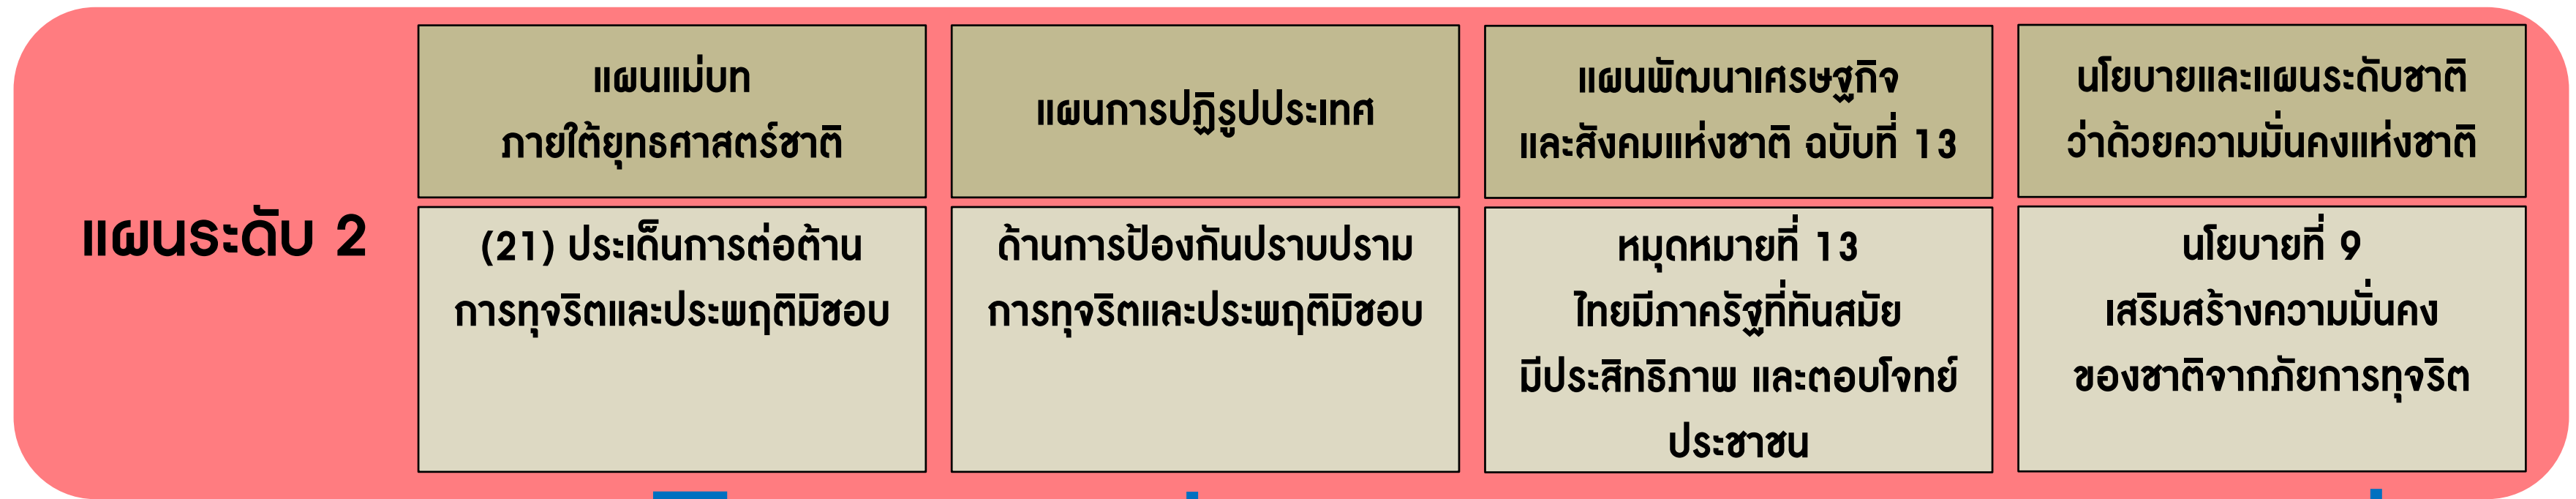 แผนระดับ 2
แผนแม่บท
ภายใต้ยุทธศาสตร์ชาติ
(21) ประเด็นการต่อต้าน
การทุจริตและประพฤติมิชอบ
แผนการปฏิรูปประเทศ
ด้านการป้องกันปราบปราม
การทุจริตและประพฤติมิชอบ
แผนพัฒนาเศรษฐกิจ
และสังคมแห่งชาติ ฉบับที่ 13
หมุดหมายที่ 13
ไทยมีภาครัฐที่ทันสมัย
มีประสิทธิภาพ และตอบโจทย์
ประชาชน
นโยบายและแผนระดับชาติ
ว่าด้วยความมั่นคงแห่งชาติ
นโยบายที่ 9
เสริมสร้างความมั่นคง
ของชาติจากภัยการทุจริต